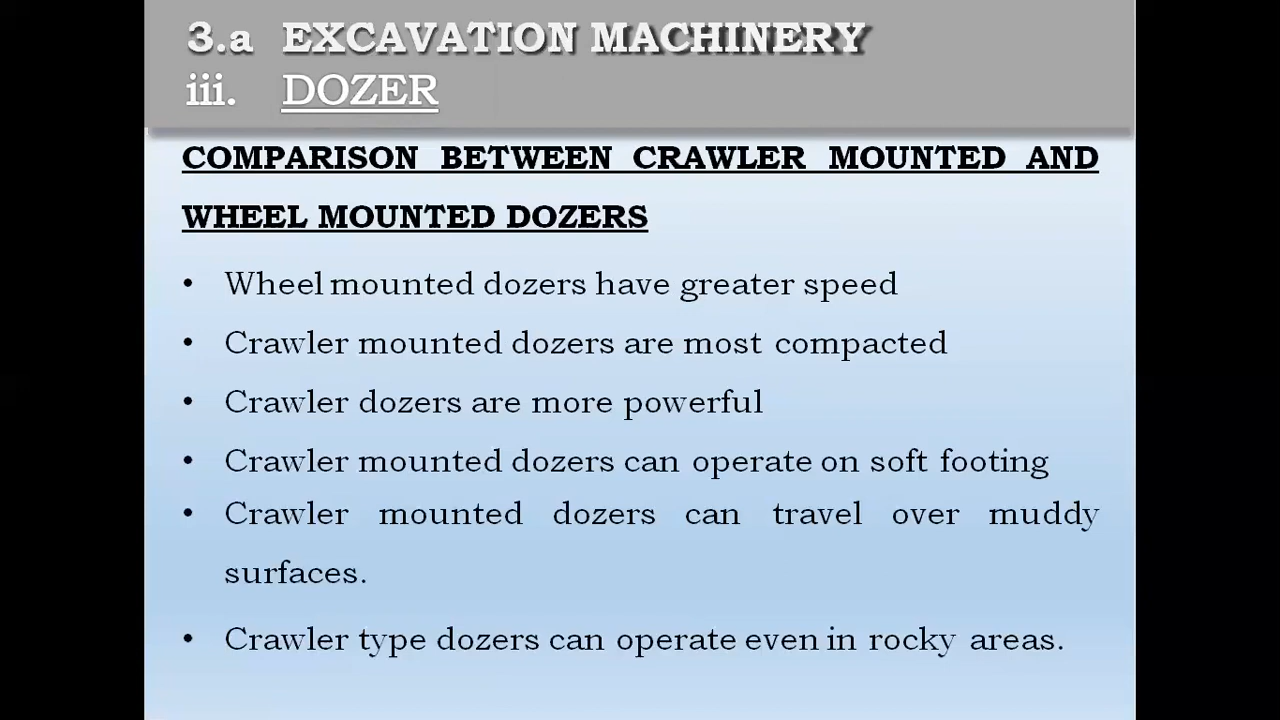 3.a EXCAVATION MACHINERY
iii. DOZER
COMPARISON BETWEEN CRAWLER MOUNTED AND
WHEEL MOUNTED DOZERS
• Wheel mounted dozers have greater speed
• Crawler mounted dozers are most compacted
• Crawler dozers are more powerful
• Crawler mounted dozers can operate on soft footing
• Crawler mounted dozers can travel over muddy
surfaces.
• Crawler type dozers can operate even in rocky areas.